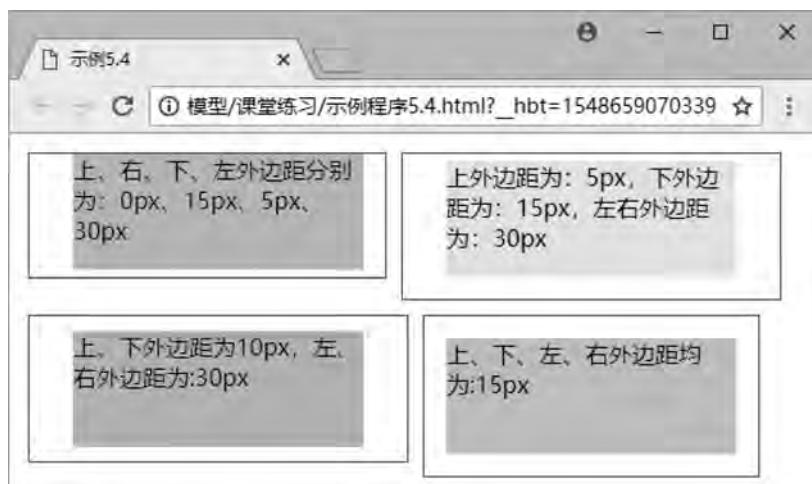 示例5.4
模型/课堂练习/示例程序5.4.html?__hbt=1548659070339
上、右、下、左外边距分别
为：0px、15px、5px、
30px
上外边距为：5px，下外边
距为：15px，左右外边距
为：30px
上、下外边距为10px，左、
右外边距为:30px
上、下、左、右外边距均
为:15px